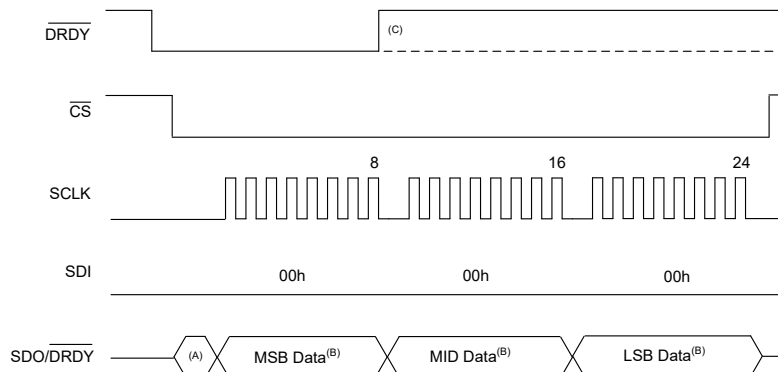 DRDY
(C)
CS
8 16 24
SCLK
SDI
00h 00h 00h
SDO/DRDY (A) MSB Data(B) MID Data(B) LSB Data(B)